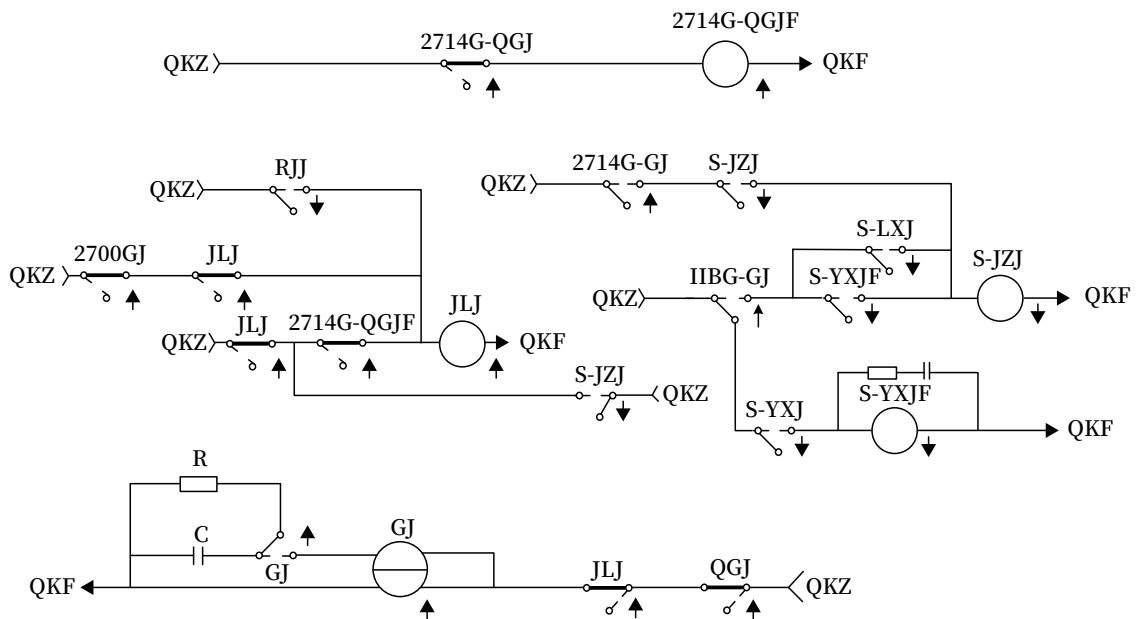 2714G-QGJ
2714G-QGJF
QKZ
QKF
RJJ
QKZ
2714G-GJ
S-JZJ
QKZ
2700GJ
JLJ
QKZ
S-LXJ
IIBG-GJ
S-YXJF
S-JZJ
QKZ
QKF
JLJ
2714G-QGJF
JLJ
QKZ
QKF
S-JZJ
QKZ
S-YXJF
S-YXJ
QKF
R
C
GJ
GJ
JLJ
QGJ
QKF
QKZ